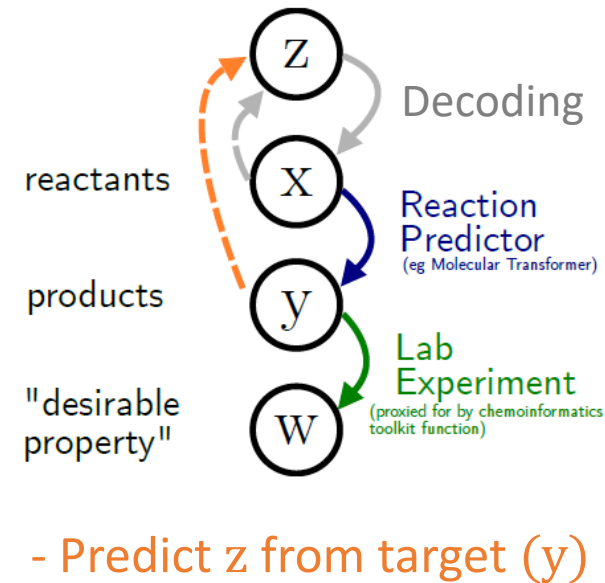 z
Decoding
reactants
x
Reaction
Predictor
(eg Molecular Transformer)
products
y
Lab
Experiment
(proxied for by chemoinformatics
toolkit function)
"desirable
property"
w
- Predict z from target (y)